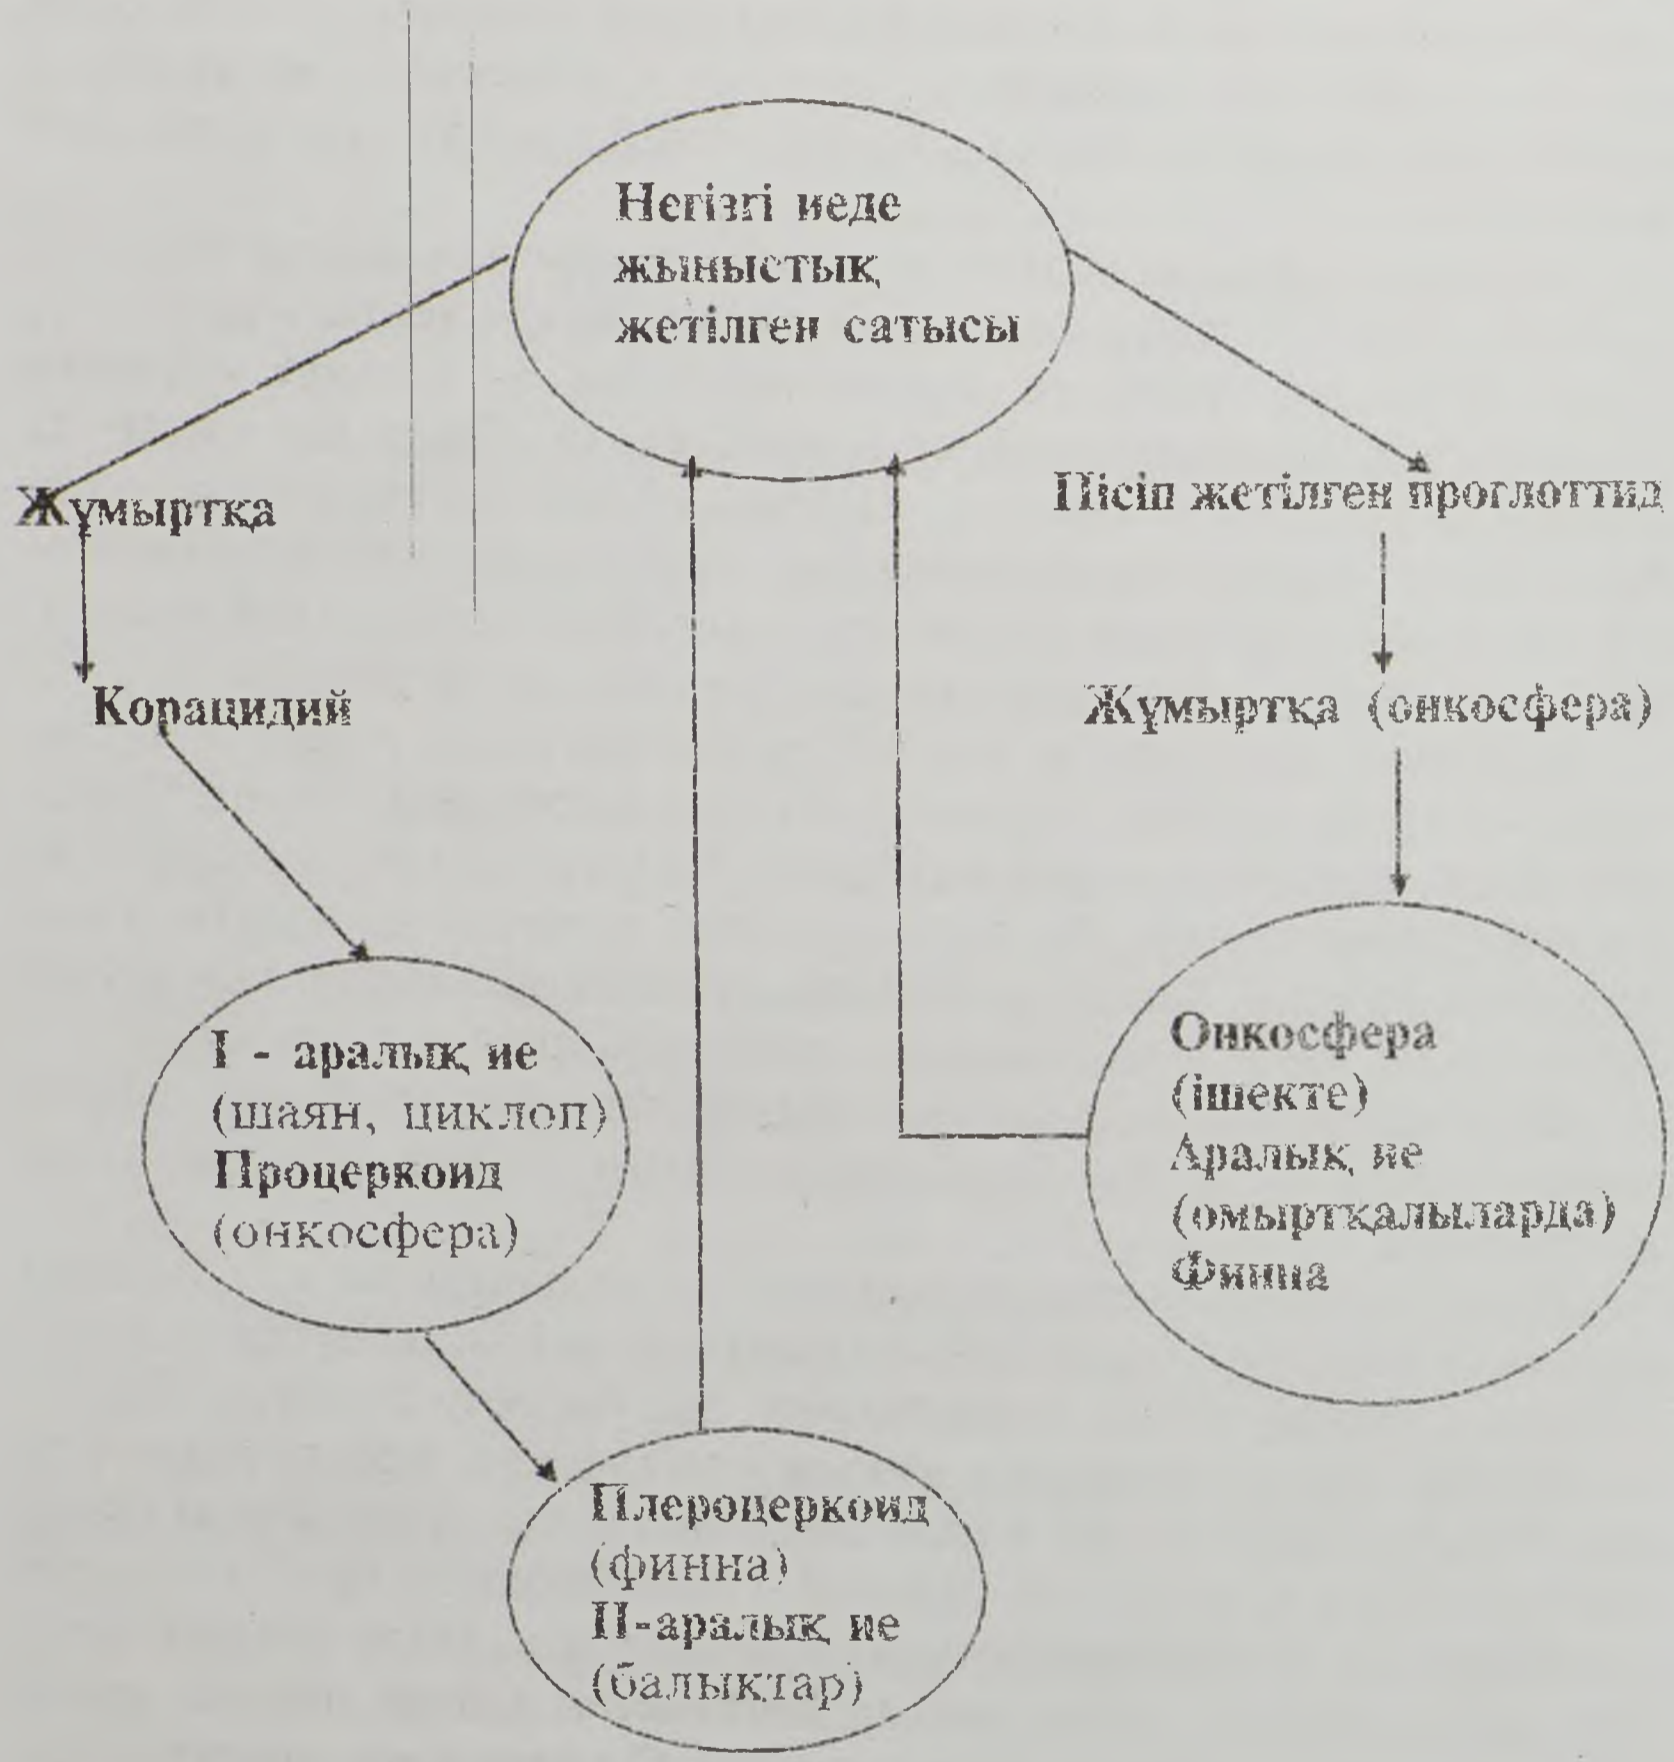 Негізгі иеде
жыныстық
жетілген сатысы
Жұмыртқа
Пісіп жетілген проглоттид
Корацидий
Жұмыртқа (онкосфера)
I - аралық ие
(шаян, циклоп)
Процеркоид
(онкосфера)
Онкосфера
(ішекте)
Аралық ие
(омыртқалыларда)
Финна
Плероцеркоид
(финна)
II-аралық ие
(балықтар)